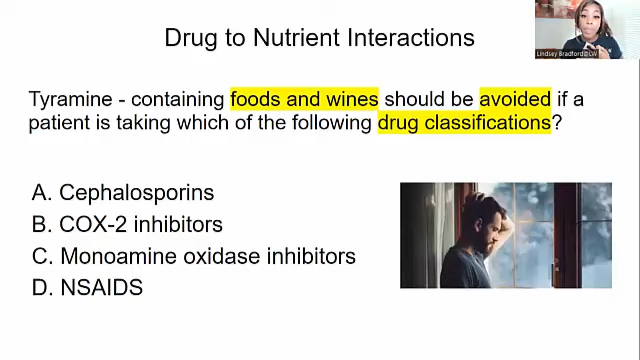 Drug to Nutrient Interactions
Lindsey Bradford@LW
Tyramine - containing foods and wines should be avoided if a
patient is taking which of the following drug classifications?
A. Cephalosporins
B. COX-2 inhibitors
C. Monoamine oxidase inhibitors
D. NSAIDS